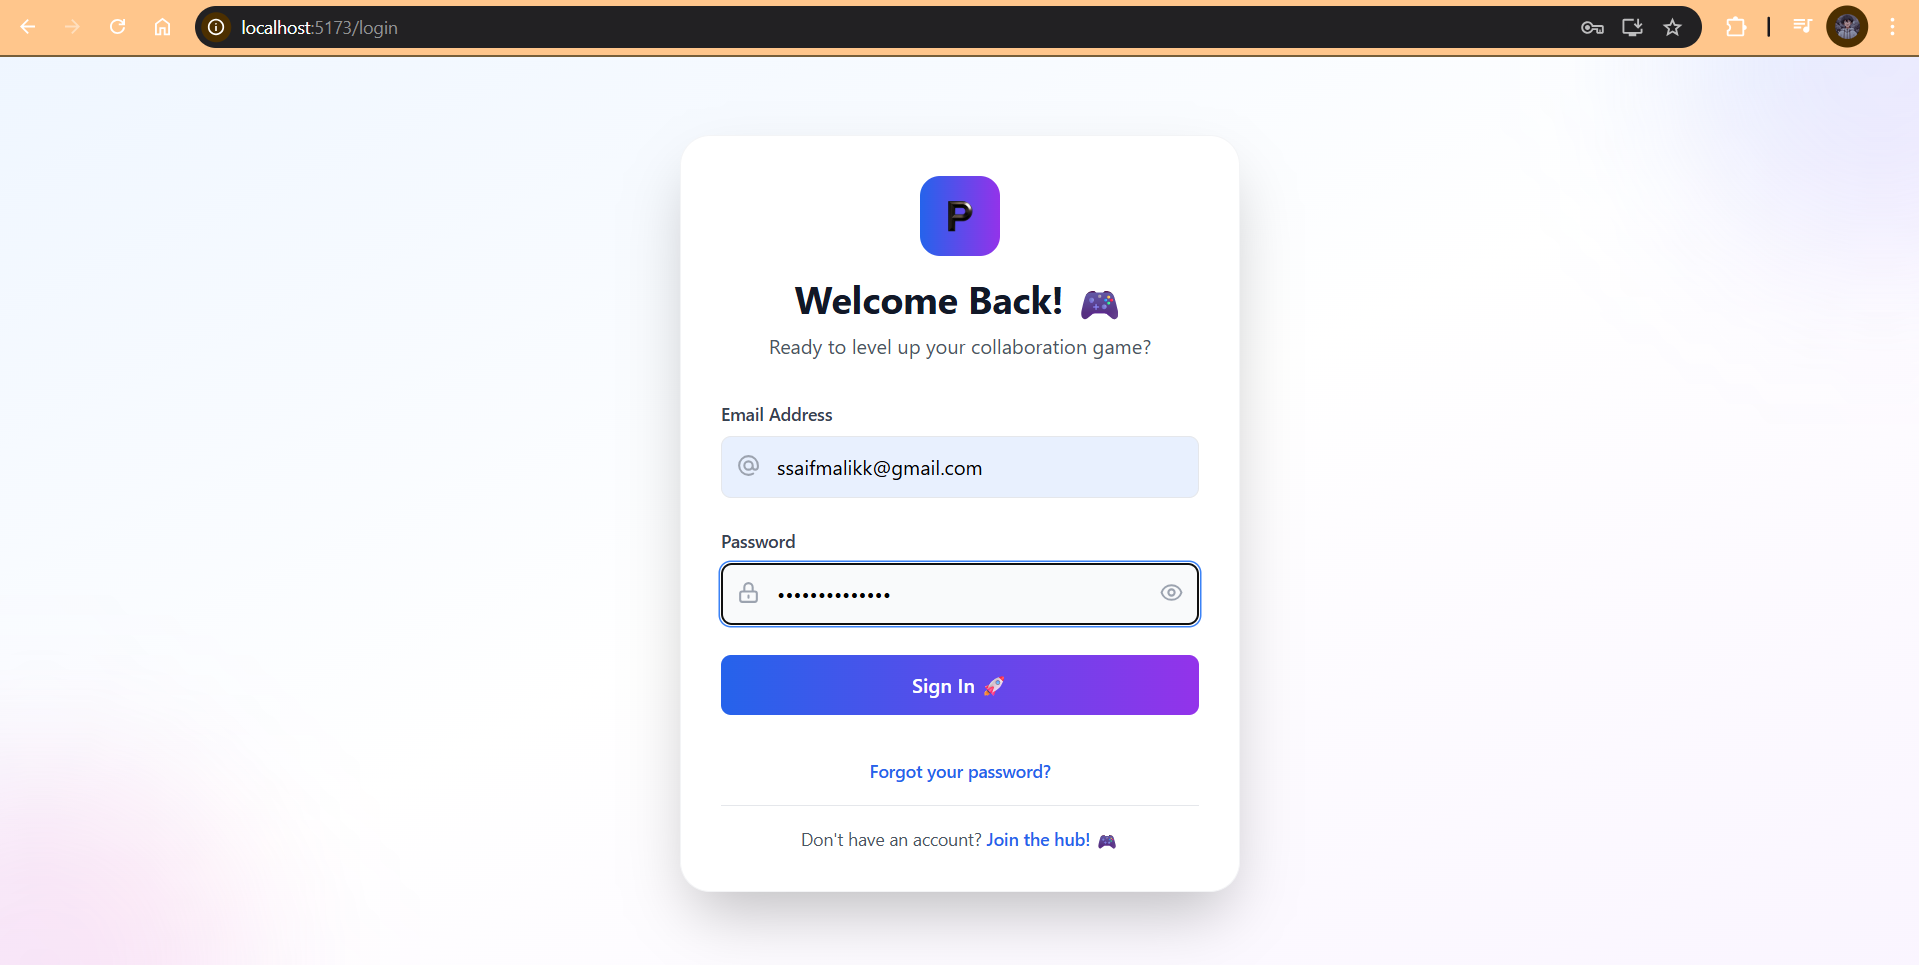 localhost:5173/login
P
Welcome Back! 🎮
Ready to level up your collaboration game?
Email Address
ssaifmalikk@gmail.com
Password
••••••••••••••
Sign In 🚀
Forgot your password?
Don't have an account? Join the hub! 🎮